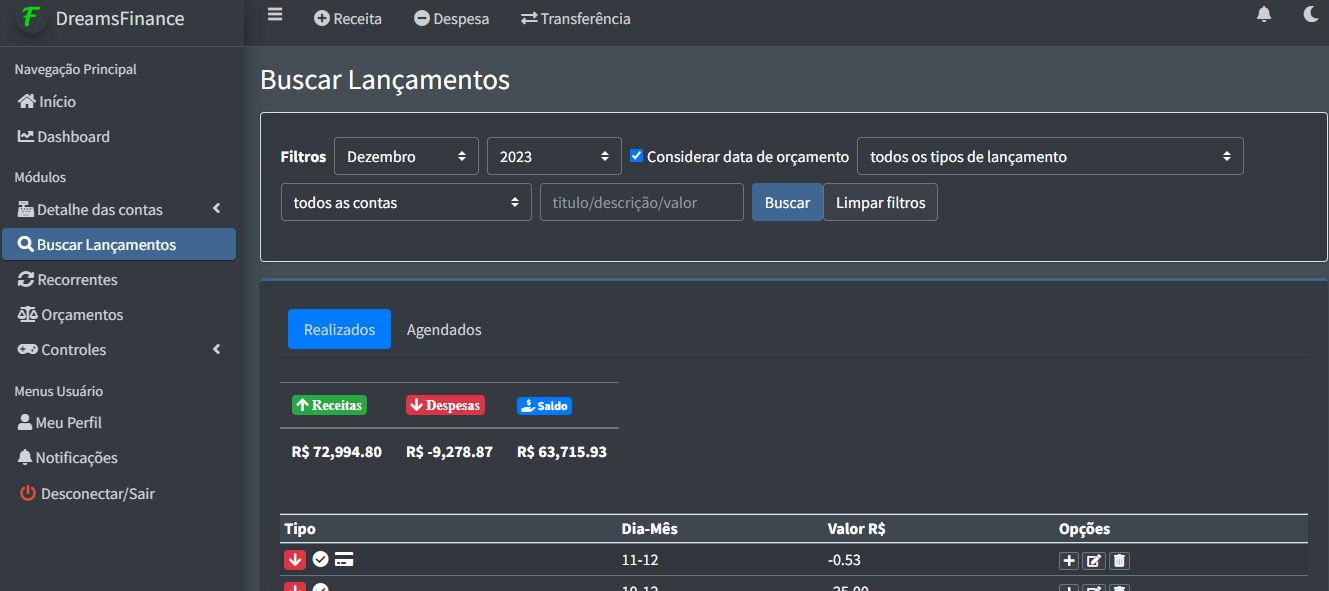 DreamsFinance
Receita Despesa Transferência
Navegação Principal
Início
Dashboard
Módulos
Detalhe das contas
Buscar Lançamentos
Recorrentes
Orçamentos
Controles
Menus Usuário
Meu Perfil
Notificações
Desconectar/Sair
Buscar Lançamentos
Filtros Dezembro 2023 Considerar data de orçamento todos os tipos de lançamento
todos as contas titulo/descrição/valor Buscar Limpar filtros
Realizados Agendados
Receitas Despesas Saldo
R$ 72,994.80 R$ -9,278.87 R$ 63,715.93
Tipo Dia-Mês Valor R$ Opções
11-12 -0.53
10-12 -25.00